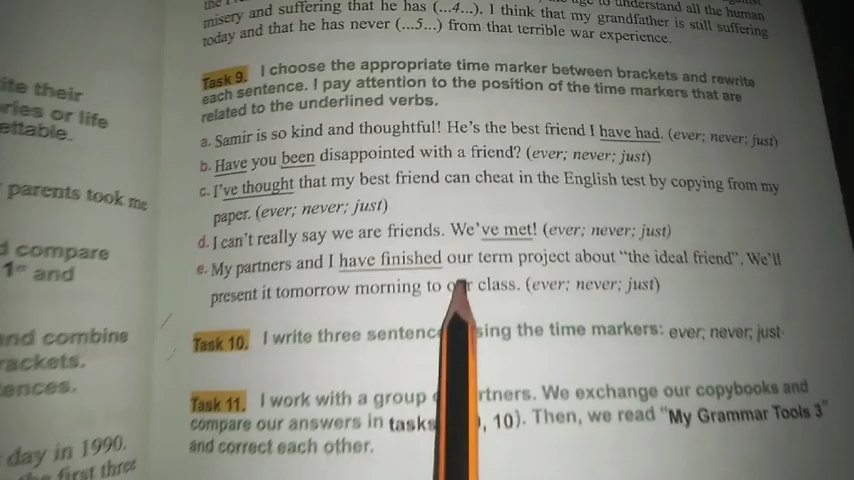 misery and suffering that he has (...4...). I think that my grandfather is still suffering
today and that he has never (...5...) from that terrible war experience.
Task 9. I choose the appropriate time marker between brackets and rewrite
each sentence. I pay attention to the position of the time markers that are
related to the underlined verbs.
a. Samir is so kind and thoughtful! He's the best friend I have had. (ever; never; just)
b. Have you been disappointed with a friend? (ever; never; just)
c. I've thought that my best friend can cheat in the English test by copying from my
paper. (ever; never; just)
d. I can't really say we are friends. We've met! (ever; never; just)
e. My partners and I have finished our term project about “the ideal friend”. We'll
present it tomorrow morning to our class. (ever; never; just)
Task 10. I write three sentenc sing the time markers: ever; never; just.
Task 11. I work with a group rtners. We exchange our copybooks and
compare our answers in tasks , 10). Then, we read “My Grammar Tools 3”
and correct each other.
ite their
ries or life
ettable.
parents took me
d compare
1st and
and combine
rackets.
ences.
day in 1990.
first three